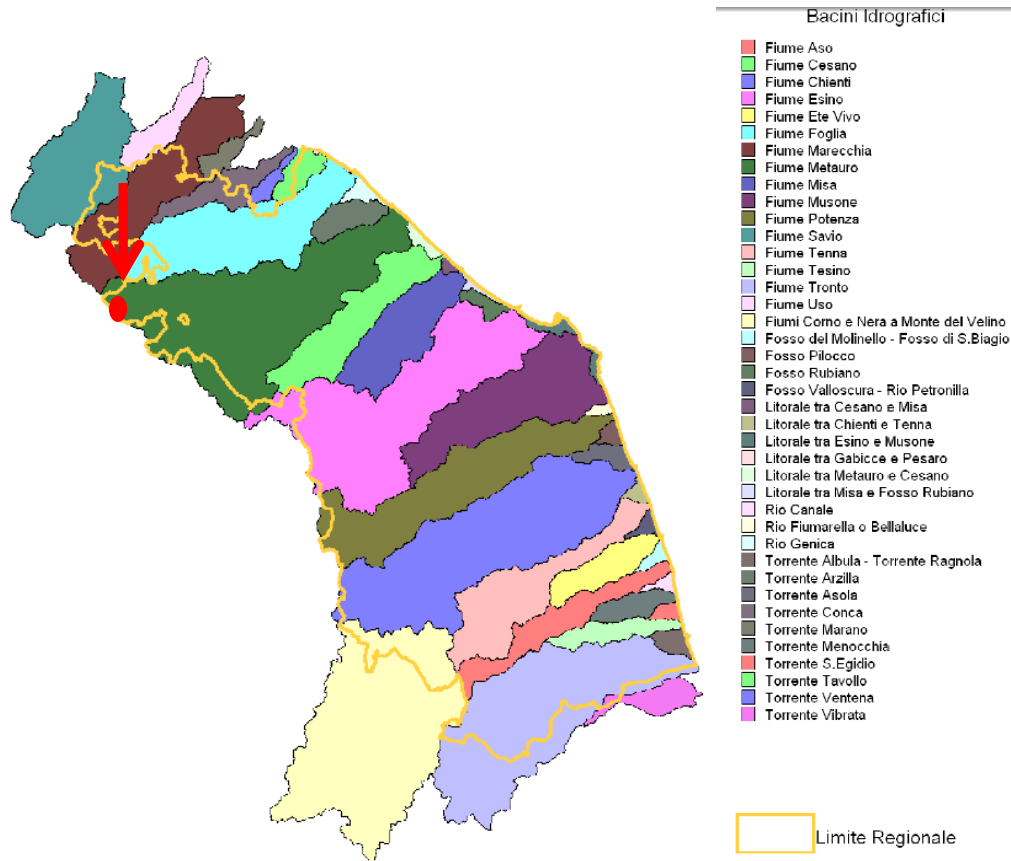 Bacini Idrografici
Fiume Aso
Fiume Cesano
Fiume Chienti
Fiume Esino
Fiume Ete Vivo
Fiume Foglia
Fiume Marecchia
Fiume Metauro
Fiume Misa
Fiume Musone
Fiume Potenza
Fiume Savio
Fiume Tenna
Fiume Tesino
Fiume Tronto
Fiume Uso
Fiumi Corno e Nera a Monte del Velino
Fosso del Molinello - Fosso di S.Biagio
Fosso Pilocco
Fosso Rubiano
Fosso Valloscura - Rio Petronilla
Litorale tra Cesano e Misa
Litorale tra Chienti e Tenna
Litorale tra Esino e Musone
Litorale tra Gabicce e Pesaro
Litorale tra Metauro e Cesano
Litorale tra Misa e Fosso Rubiano
Rio Canale
Rio Fiumarella o Bellaluce
Rio Genica
Torrente Albula - Torrente Ragnola
Torrente Arzilla
Torrente Asola
Torrente Conca
Torrente Marano
Torrente Menocchia
Torrente S.Egidio
Torrente Tavollo
Torrente Ventena
Torrente Vibrata
Limite Regionale